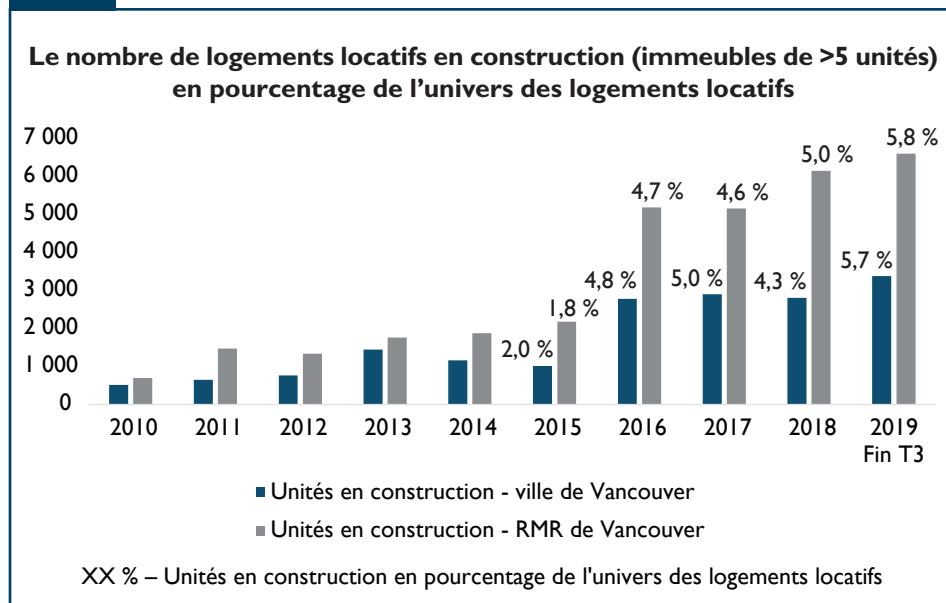 Le nombre de logements locatifs en construction (immeubles de >5 unités)
en pourcentage de l'univers des logements locatifs
7 000
6 000
5 000
4 000
3 000
2 000
1 000
0
2,0 %
1,8 %
4,8 %
4,7 %
5,0 %
4,6 %
4,3 %
5,0 %
5,7 %
5,8 %
2010 2011 2012 2013 2014 2015 2016 2017 2018 2019
Fin T3
Unités en construction - ville de Vancouver
Unités en construction - RMR de Vancouver
XX % – Unités en construction en pourcentage de l'univers des logements locatifs